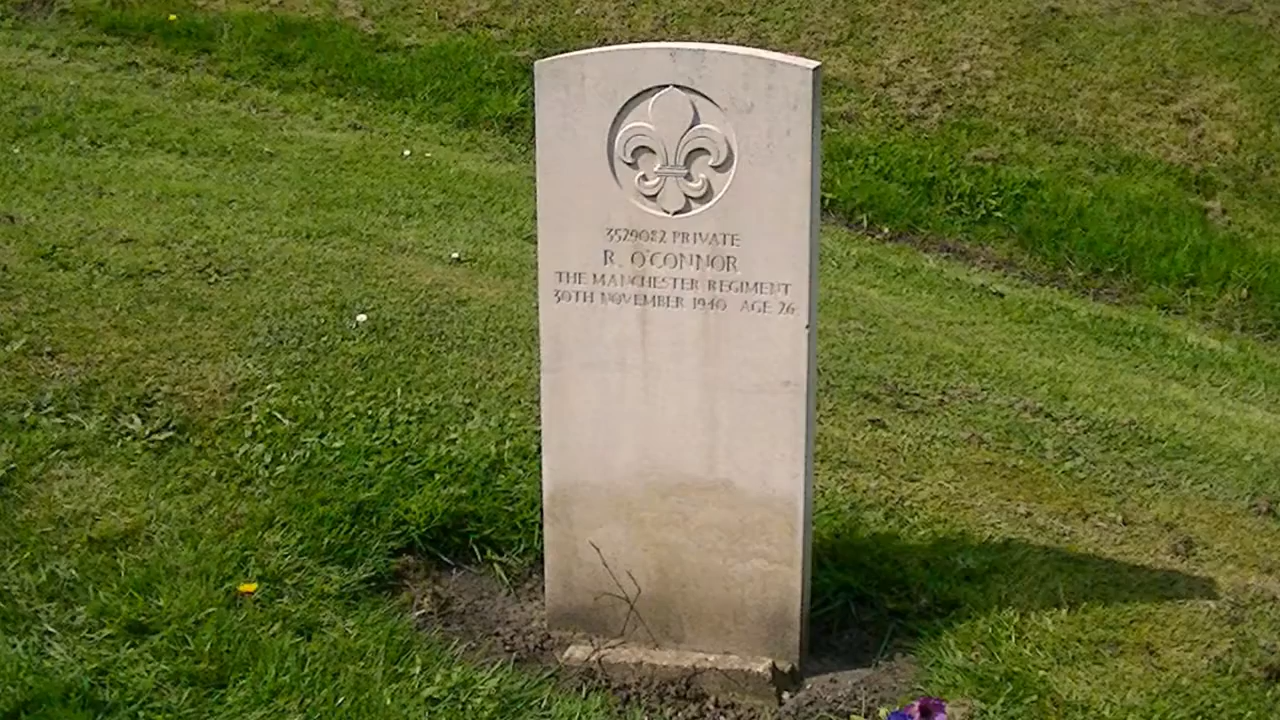 3529082 PRIVATE
R. O'CONNOR
THE MANCHESTER REGIMENT
30TH NOVEMBER 1940 AGE 26